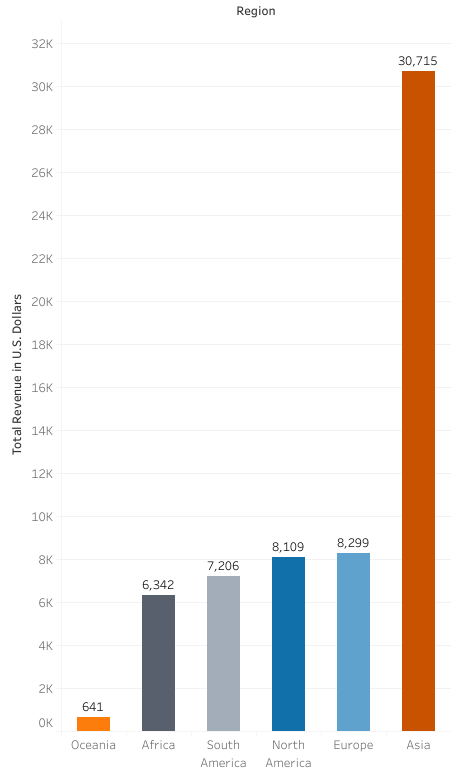 Region
Total Revenue in U.S. Dollars
32K
30K
28K
26K
24K
22K
20K
18K
16K
14K
12K
10K
8K
6K
4K
2K
0K
641
6,342
7,206
8,109
8,299
30,715
Oceania
Africa
South
America
North
America
Europe
Asia